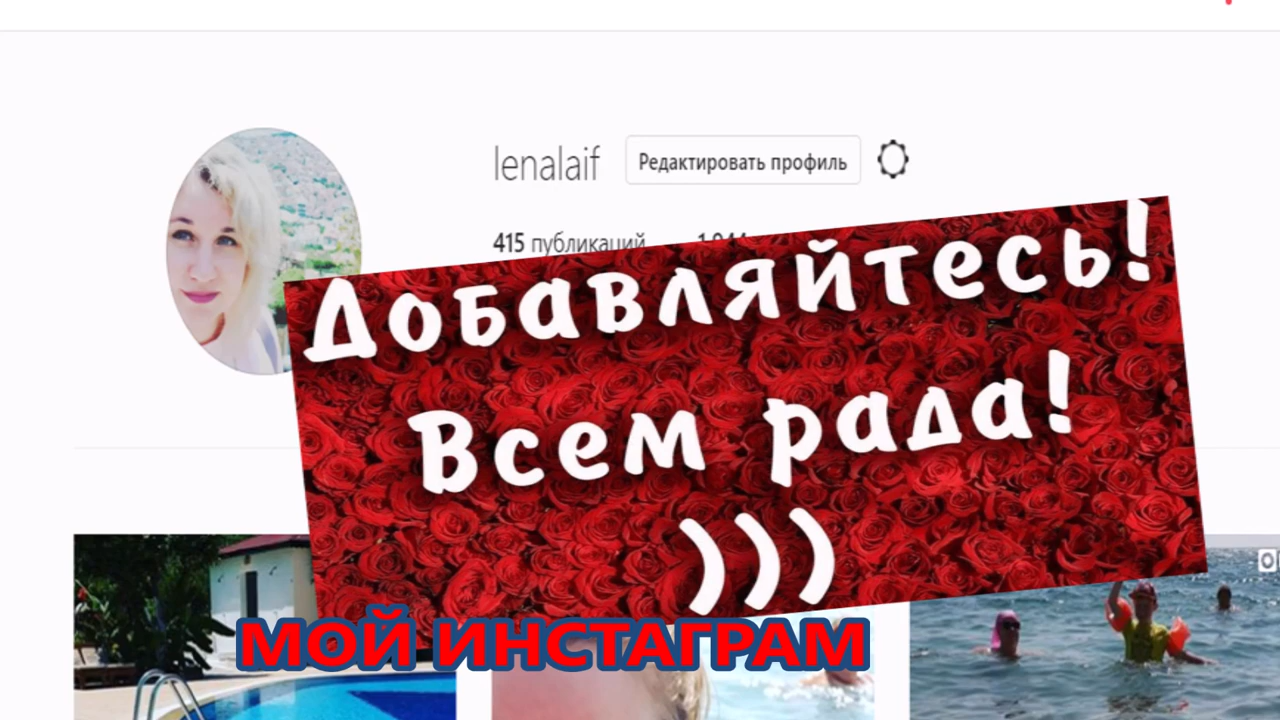 lenalaif
Редактировать профиль
415 публикаций
Добавляйтесь!
Всем рада!
)))
МОЙ ИНСТАГРАМ